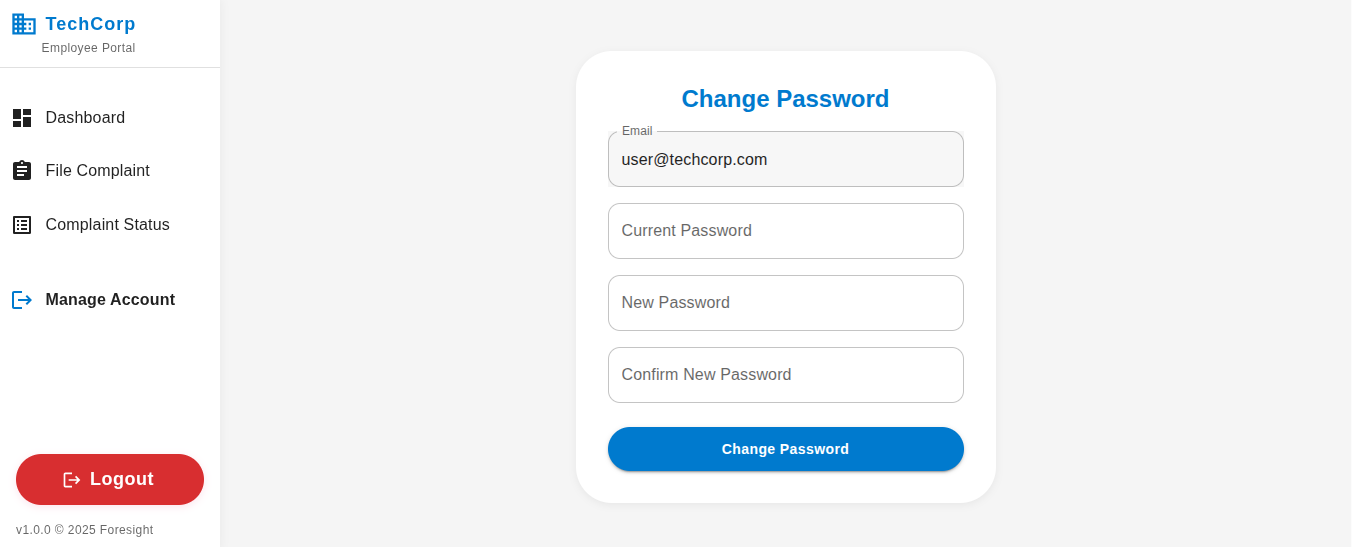 TechCorp
Employee Portal
Dashboard
File Complaint
Complaint Status
Manage Account
Logout
v1.0.0 © 2025 Foresight
Change Password
Email
user@techcorp.com
Current Password
New Password
Confirm New Password
Change Password